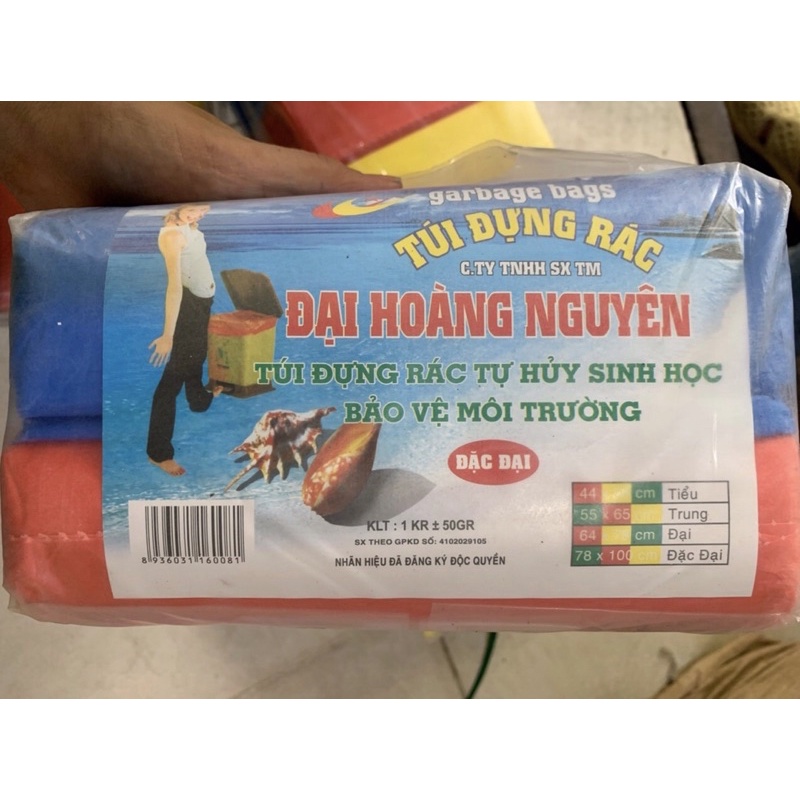 garbage bags
TÚI ĐỰNG RÁC
C.TY TNHH SX TM
ĐẠI HOÀNG NGUYÊN
TÚI ĐỰNG RÁC TỰ HỦY SINH HỌC
BẢO VỆ MÔI TRƯỜNG
ĐẶC ĐẠI
KLT : 1 KR ± 50GR
SX THEO GPKD SỐ: 4102029105
NHÃN HIỆU ĐÃ ĐĂNG KÝ ĐỘC QUYỀN
8 936031 160081
44 cm Tiểu
55 x 65 cm Trung
64 cm Đại
78 x 100 cm Đặc Đại